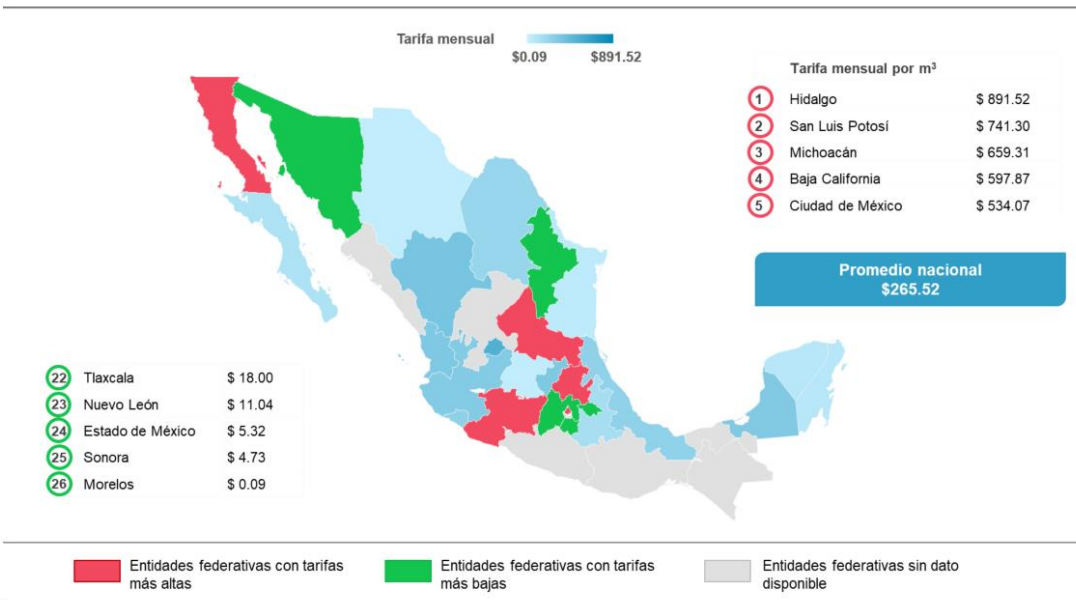 Tarifa mensual
$0.09 $891.52
Tarifa mensual por m³
1 Hidalgo $ 891.52
2 San Luis Potosí $ 741.30
3 Michoacán $ 659.31
4 Baja California $ 597.87
5 Ciudad de México $ 534.07
Promedio nacional
$265.52
22 Tlaxcala $ 18.00
23 Nuevo León $ 11.04
24 Estado de México $ 5.32
25 Sonora $ 4.73
26 Morelos $ 0.09
Entidades federativas con tarifas
más altas
Entidades federativas con tarifas
más bajas
Entidades federativas sin dato
disponible